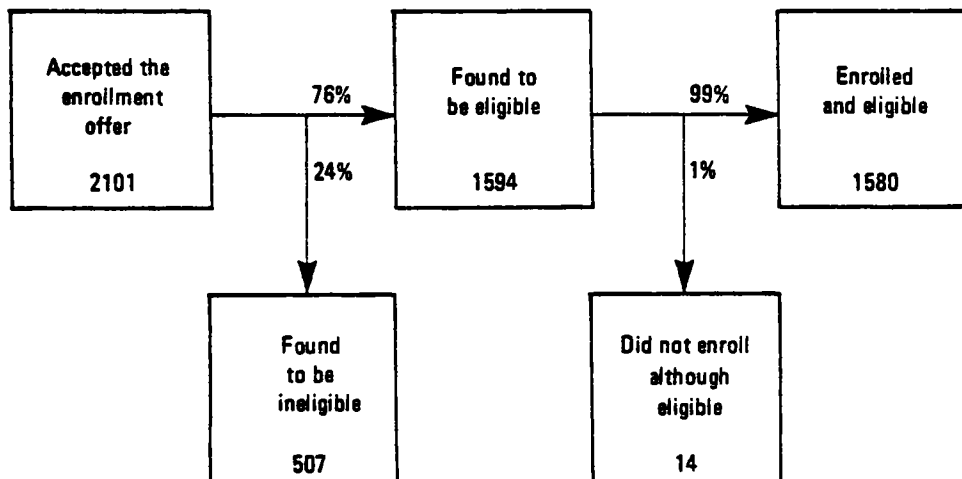 Accepted the
enrollment
offer
2101
76%
24%
Found to
be eligible
1594
99%
1%
Enrolled
and eligible
1580
Found
to be
ineligible
507
Did not enroll
although
eligible
14